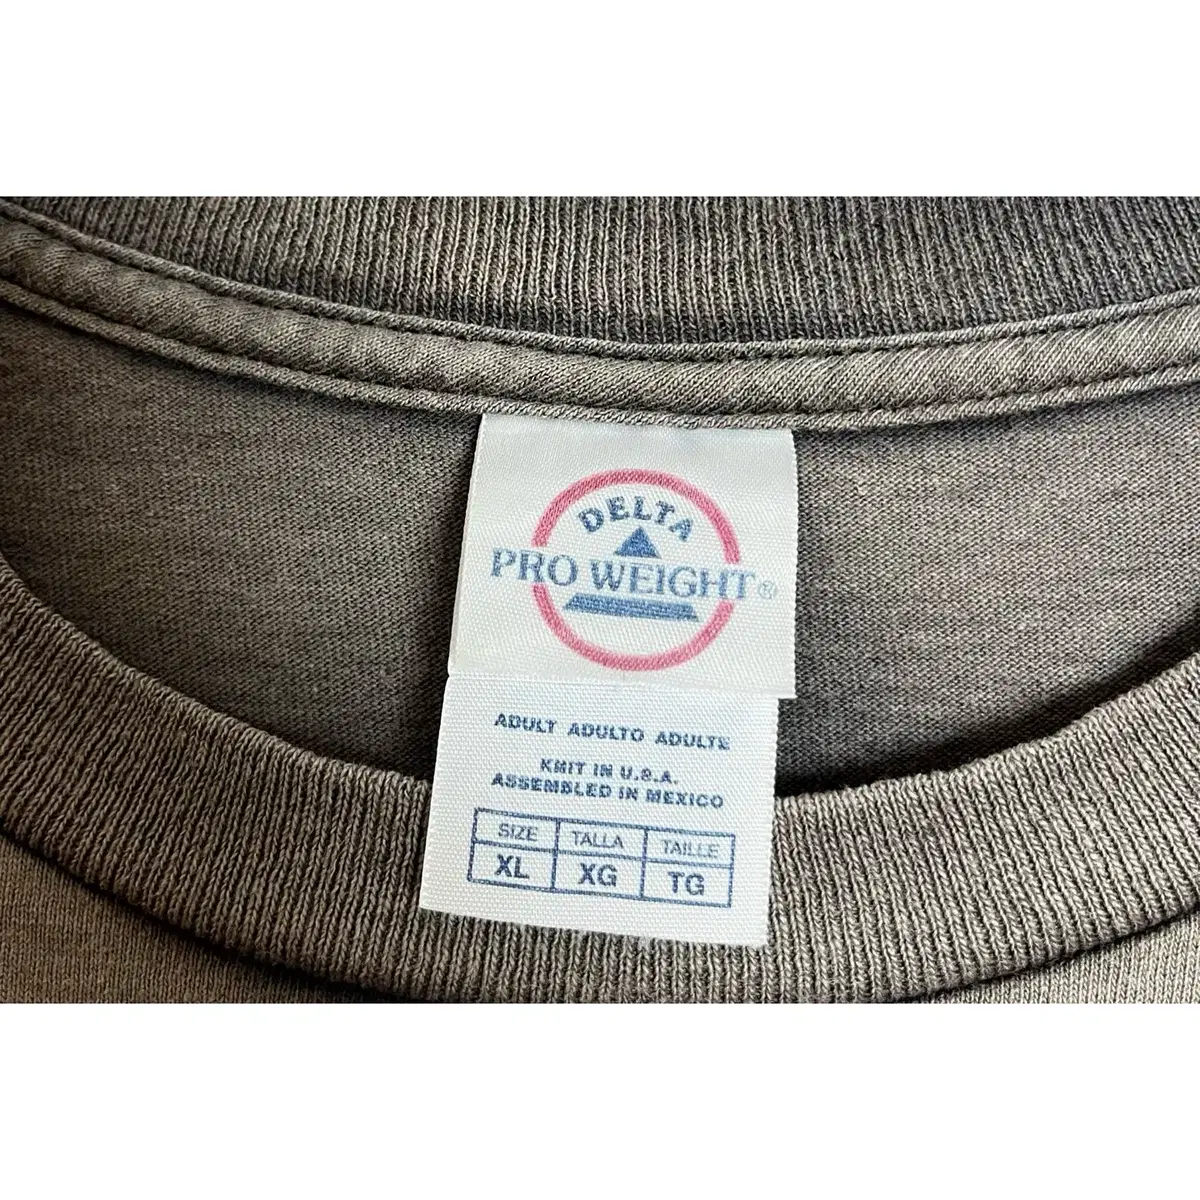 DELTA
PRO WEIGHT®
ADULT ADULTO ADULTE
KNIT IN U.S.A.
ASSEMBLED IN MEXICO
SIZE TALLA TAILLE
XL XG TG